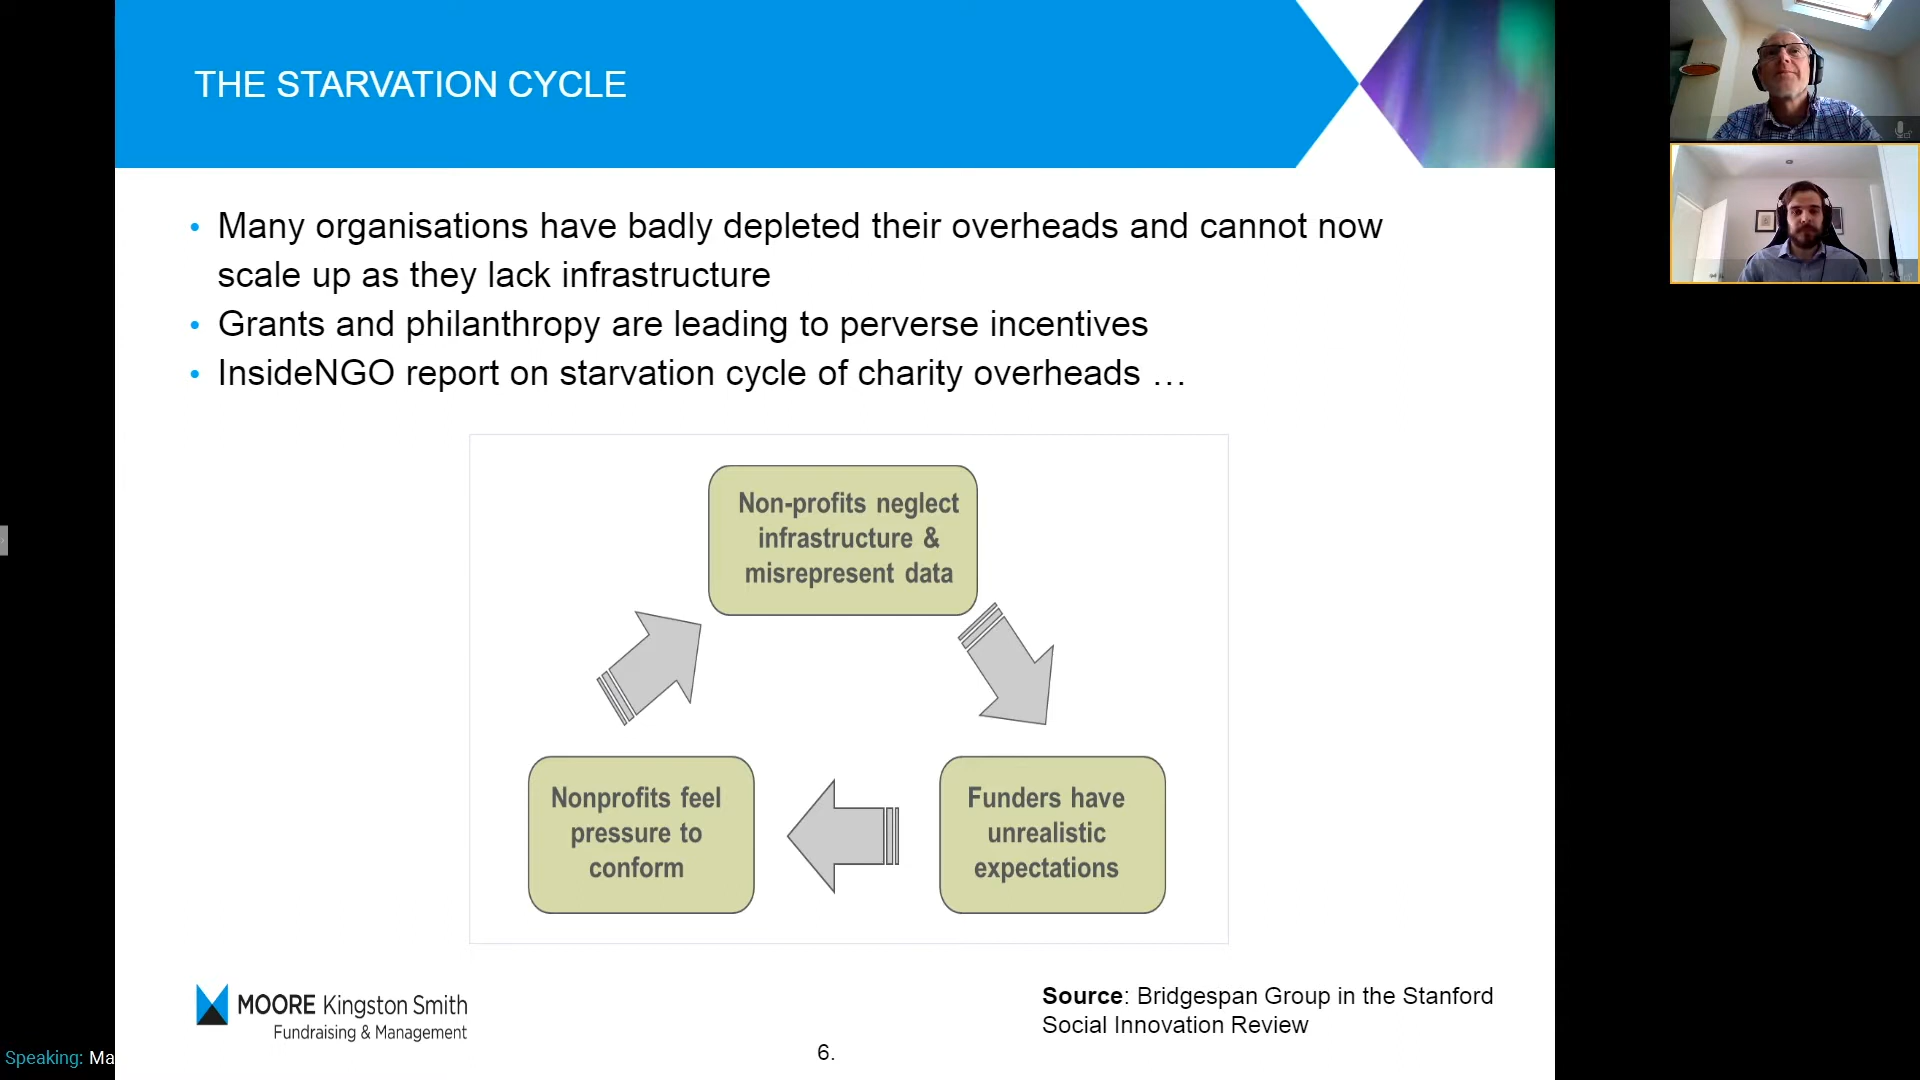 THE STARVATION CYCLE
• Many organisations have badly depleted their overheads and cannot now
scale up as they lack infrastructure
• Grants and philanthropy are leading to perverse incentives
• InsideNGO report on starvation cycle of charity overheads …
Non-profits neglect
infrastructure &
misrepresent data
Nonprofits feel
pressure to
conform
Funders have
unrealistic
expectations
MOORE Kingston Smith
Fundraising & Management
Source: Bridgespan Group in the Stanford
Social Innovation Review
6.
Speaking: Ma